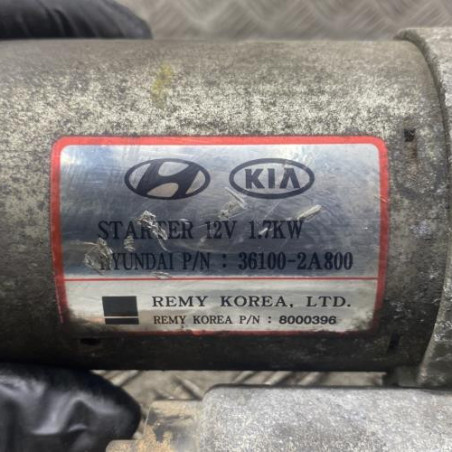 KIA
STARTER 12V 1.7KW
HYUNDAI P/N : 36100-2A800
REMY KOREA, LTD.
REMY KOREA P/N : 8000396